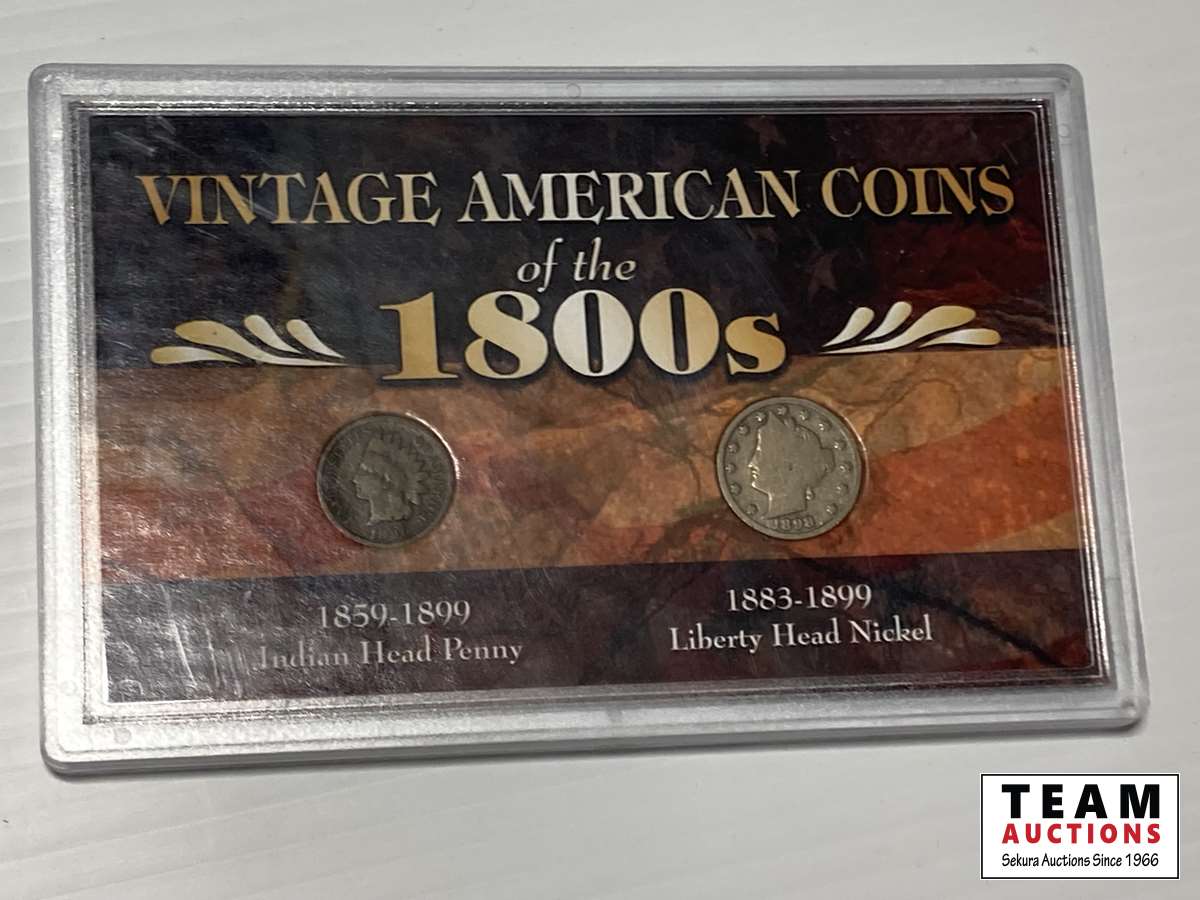 VINTAGE AMERICAN COINS
of the
1800s
1898
1859-1899
Indian Head Penny
1883-1899
Liberty Head Nickel
TEAM
AUCTIONS
Sekura Auctions Since 1966